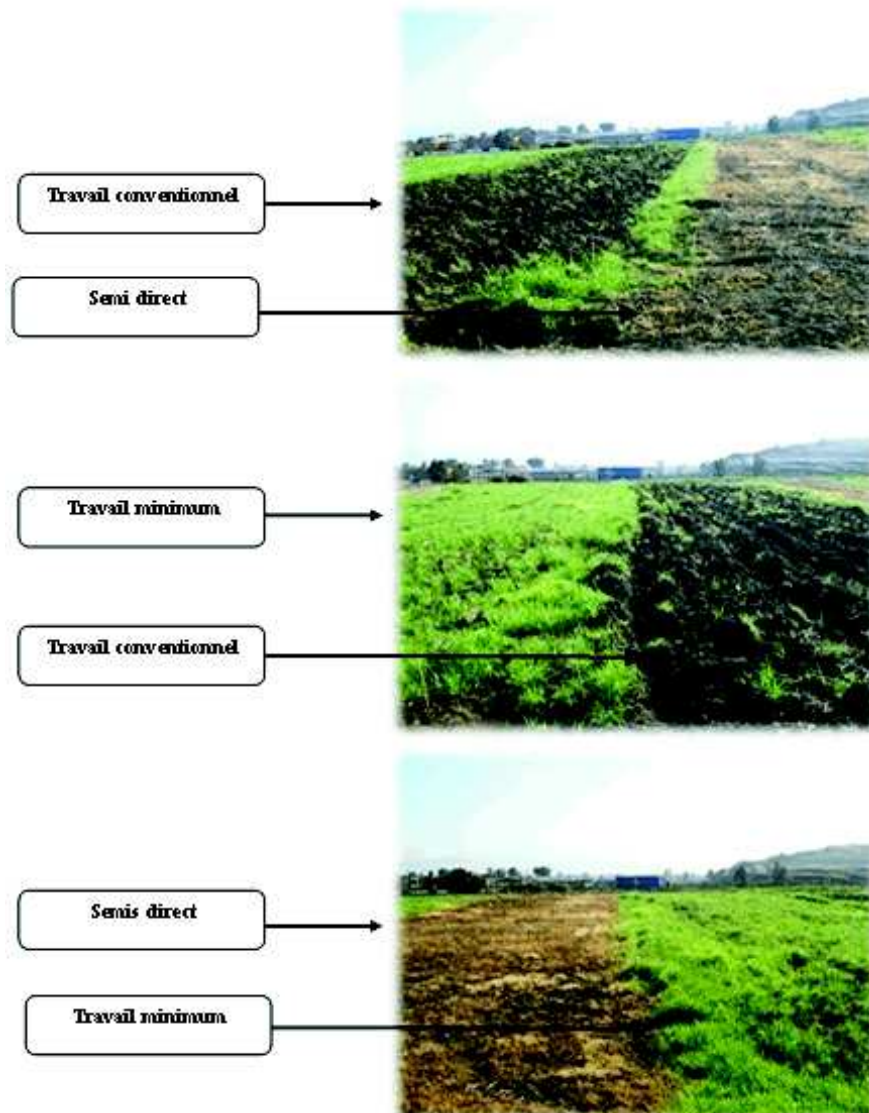 Travail conventionnel
Semi direct
Travail minimum
Travail conventionnel
Semis direct
Travail minimum